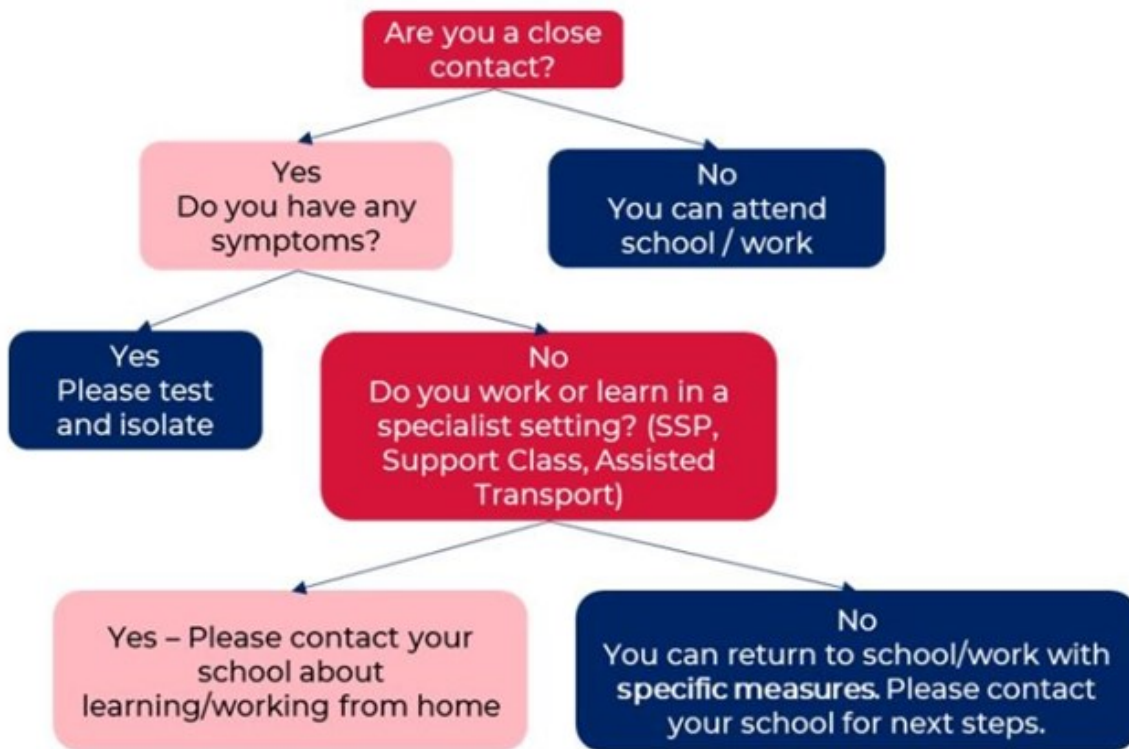 Are you a close
contact?
Yes
Do you have any
symptoms?
No
You can attend
school / work
Yes
Please test
and isolate
No
Do you work or learn in a
specialist setting? (SSP,
Support Class, Assisted
Transport)
Yes – Please contact your
school about
learning/working from home
No
You can return to school/work with
specific measures. Please contact
your school for next steps.